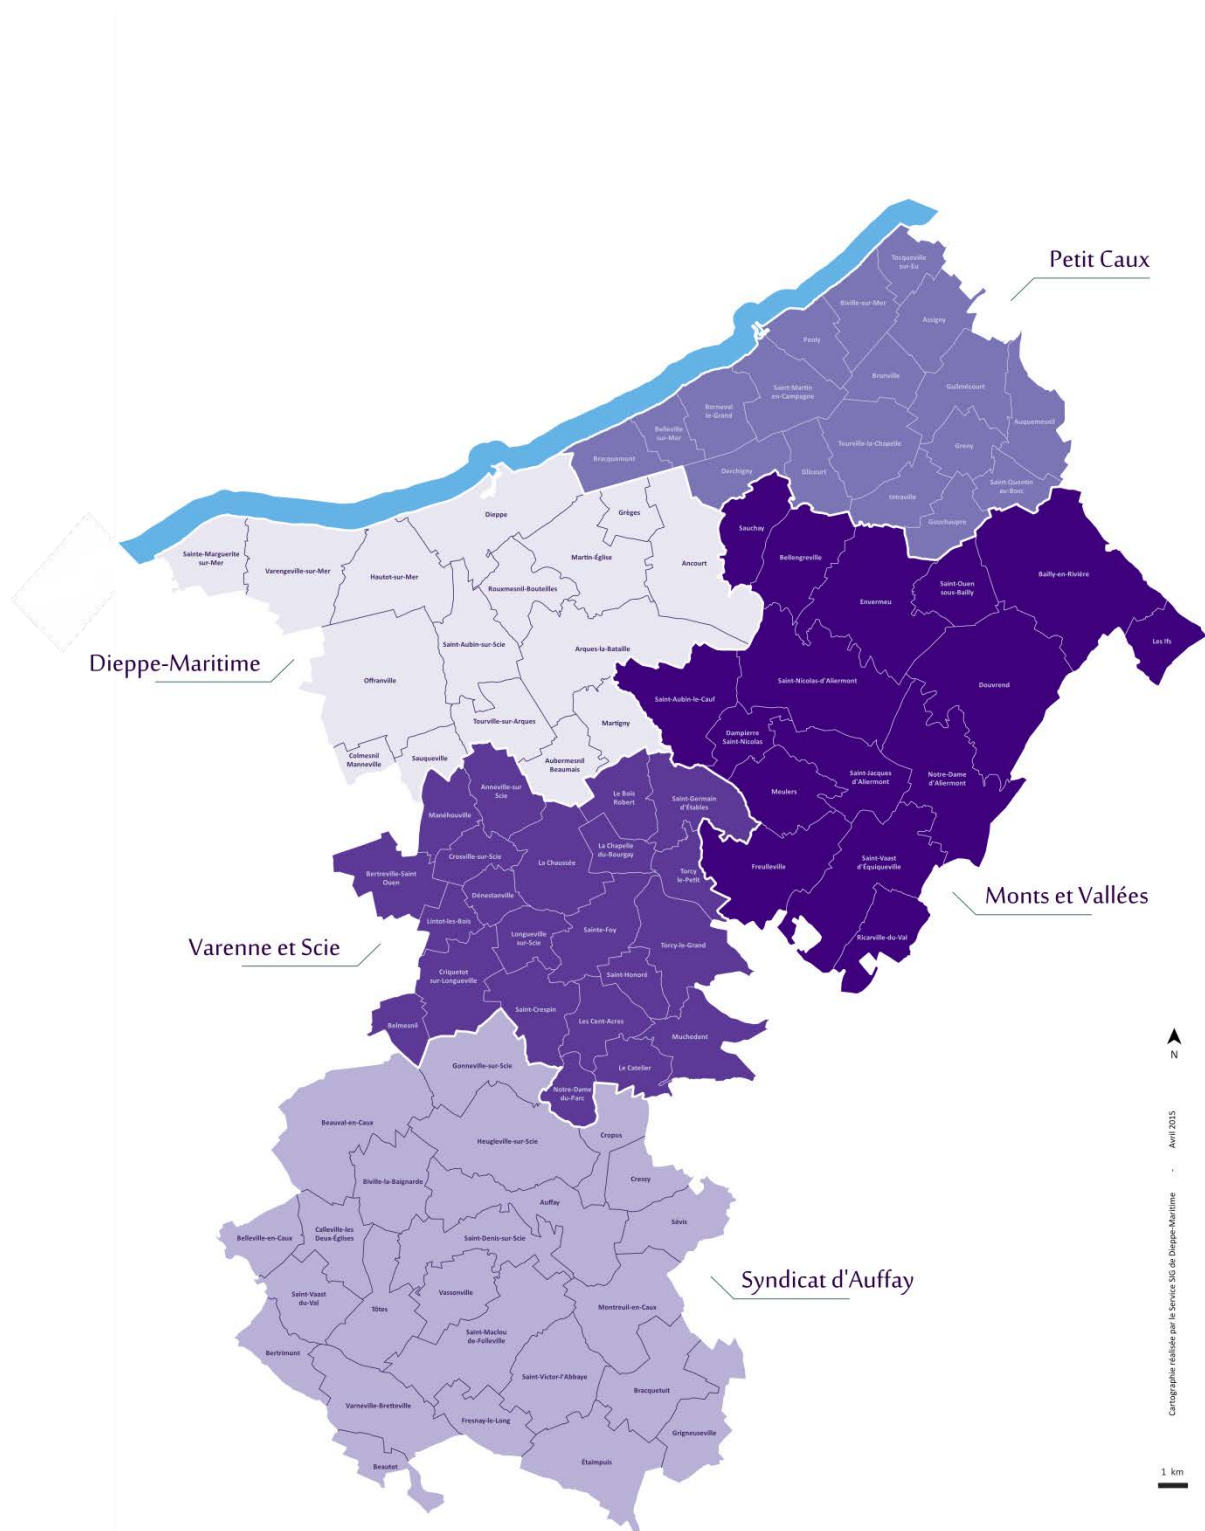 Tocqueville
sur-Eu
Petit Caux
Biville-sur-Mer
Assigny
Penly
Brunville
Guilmécourt
Saint-Martin
en-Campagne
Berneval
le-Grand
Auquemesnil
Belleville
sur-Mer
Tourville-la-Chapelle
Greny
Bracquemont
Derchigny
Glicourt
Saint-Quentin
au-Bosc
Intraville
Gouchaupre
Dieppe
Grèges
Sauchay
Sainte-Marguerite
sur-Mer
Martin-Église
Bellengreville
Ancourt
Varengeville-sur-Mer
Hautot-sur-Mer
Bailly-en-Rivière
Rouxmesnil-Bouteilles
Saint-Ouen
sous-Bailly
Envermeu
Les Ifs
Saint-Aubin-sur-Scie
Arques-la-Bataille
Dieppe-Maritime
Offranville
Saint-Nicolas-d'Aliermont
Douvrend
Saint-Aubin-le-Cauf
Tourville-sur-Arques
Martigny
Dampierre
Saint-Nicolas
Colmesnil
Manneville
Sauqueville
Aubermesnil
Beaumais
Saint-Jacques
d'Aliermont
Notre-Dame
d'Aliermont
Anneville-sur
Scie
Le Bois
Robert
Saint-Germain
d'Étables
Meulers
Manéhouville
La Chapelle
du-Bourgay
Crosville-sur-Scie
La Chaussée
Bertreville-Saint
Ouen
Torcy
le-Petit
Freulleville
Saint-Vaast
d'Équiqueville
Dénestanville
Monts et Vallées
Lintot-les-Bois
Longueville
sur-Scie
Sainte-Foy
Ricarville-du-Val
Varenne et Scie
Torcy-le-Grand
Criquetot
sur-Longueville
Saint-Honoré
Saint-Crespin
Les Cent-Acres
Belmesnil
Muchedent
N
Gonneville-sur-Scie
Le Catelier
Notre-Dame
du-Parc
Beauval-en-Caux
Cropus
Heugleville-sur-Scie
Cressy
Biville-la-Baignarde
Auffay
Sévis
Calleville-les
Deux-Églises
Belleville-en-Caux
Saint-Denis-sur-Scie
Syndicat d'Auffay
Saint-Vaast
du-Val
Vassonville
Tôtes
Montreuil-en-Caux
Saint-Maclou
de-Folleville
Bertrimont
Saint-Victor-l'Abbaye
Bracquetuit
Varneville-Bretteville
Fresnay-le-Long
Grigneuseville
Étaimpuis
Beautot
Cartographie réalisée par le Service SIG de Dieppe-Maritime - Avril 2015
1 km